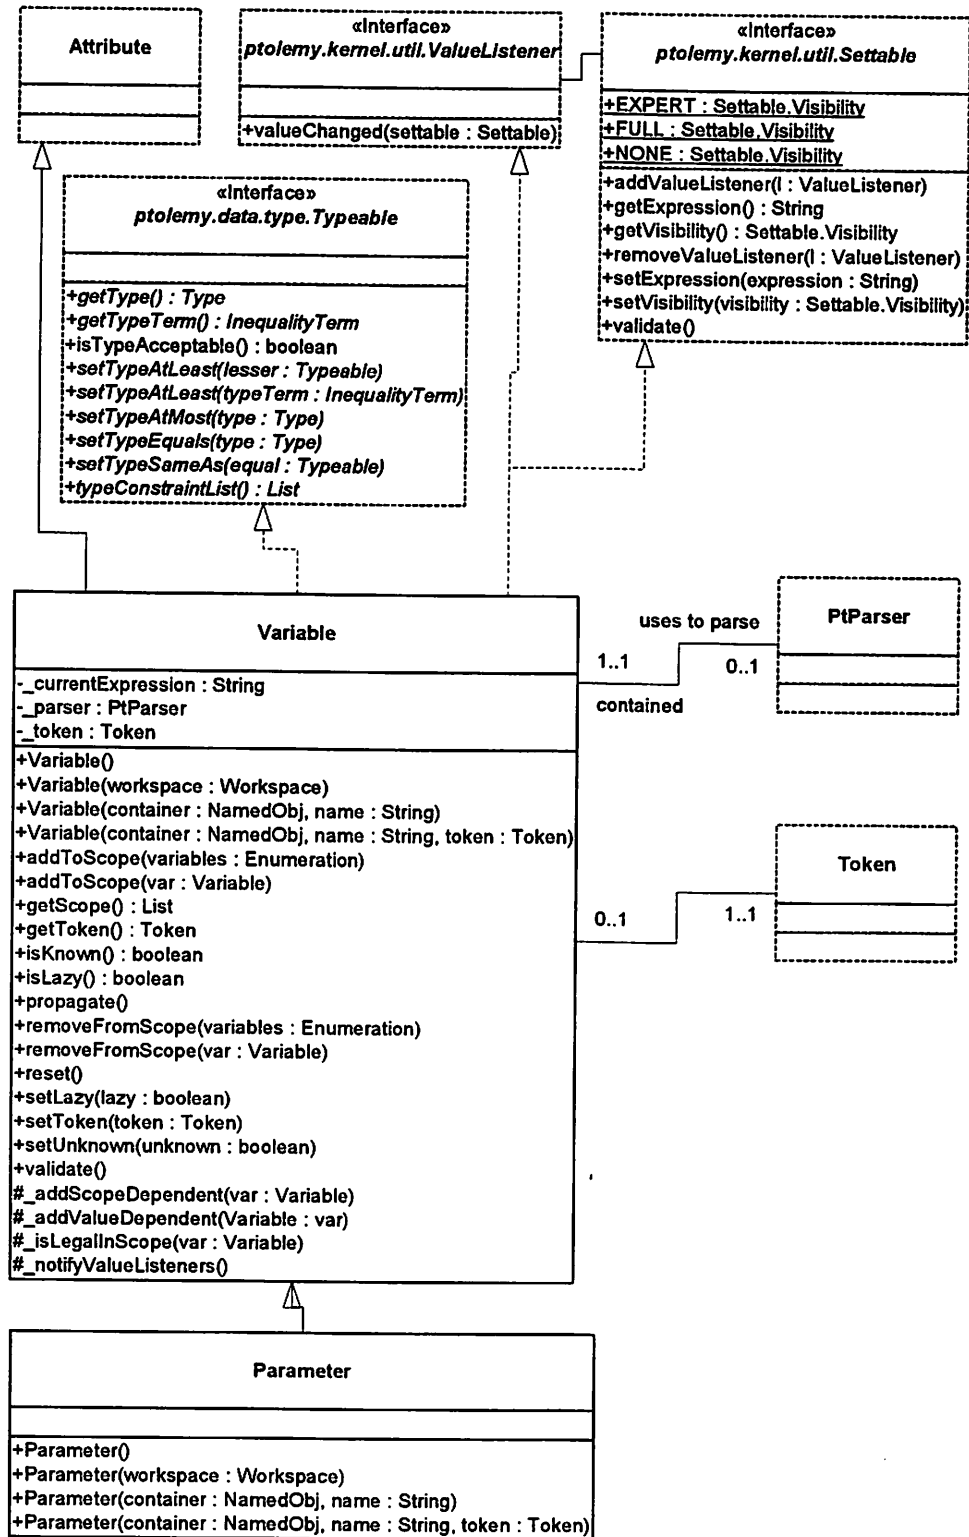 Attribute
«Interface»
ptolemy.kernel.util.ValueListener
+valueChanged(settable : Settable)
«Interface»
ptolemy.kernel.util.Settable
+EXPERT : Settable.Visibility
+FULL : Settable.Visibility
+NONE : Settable.Visibility
+addValueListener(l : ValueListener)
+getExpression() : String
+getVisibility() : Settable.Visibility
+removeValueListener(l : ValueListener)
+setExpression(expression : String)
+setVisibility(visibility : Settable.Visibility)
+validate()
«Interface»
ptolemy.data.type.Typeable
+getType() : Type
+getTypeTerm() : InequalityTerm
+isTypeAcceptable() : boolean
+setTypeAtLeast(lesser : Typeable)
+setTypeAtLeast(typeTerm : InequalityTerm)
+setTypeAtMost(type : Type)
+setTypeEquals(type : Type)
+setTypeSameAs(equal : Typeable)
+typeConstraintList() : List
Variable
-_currentExpression : String
-_parser : PtParser
-_token : Token
+Variable()
+Variable(workspace : Workspace)
+Variable(container : NamedObj, name : String)
+Variable(container : NamedObj, name : String, token : Token)
+addToScope(variables : Enumeration)
+addToScope(var : Variable)
+getScope() : List
+getToken() : Token
+isKnown() : boolean
+isLazy() : boolean
+propagate()
+removeFromScope(variables : Enumeration)
+removeFromScope(var : Variable)
+reset()
+setLazy(lazy : boolean)
+setToken(token : Token)
+setUnknown(unknown : boolean)
+validate()
#_addScopeDependent(var : Variable)
#_addValueDependent(Variable : var)
#_isLegalInScope(var : Variable)
#_notifyValueListeners()
uses to parse
1..1
0..1
contained
PtParser
0..1
1..1
Token
Parameter
+Parameter()
+Parameter(workspace : Workspace)
+Parameter(container : NamedObj, name : String)
+Parameter(container : NamedObj, name : String, token : Token)